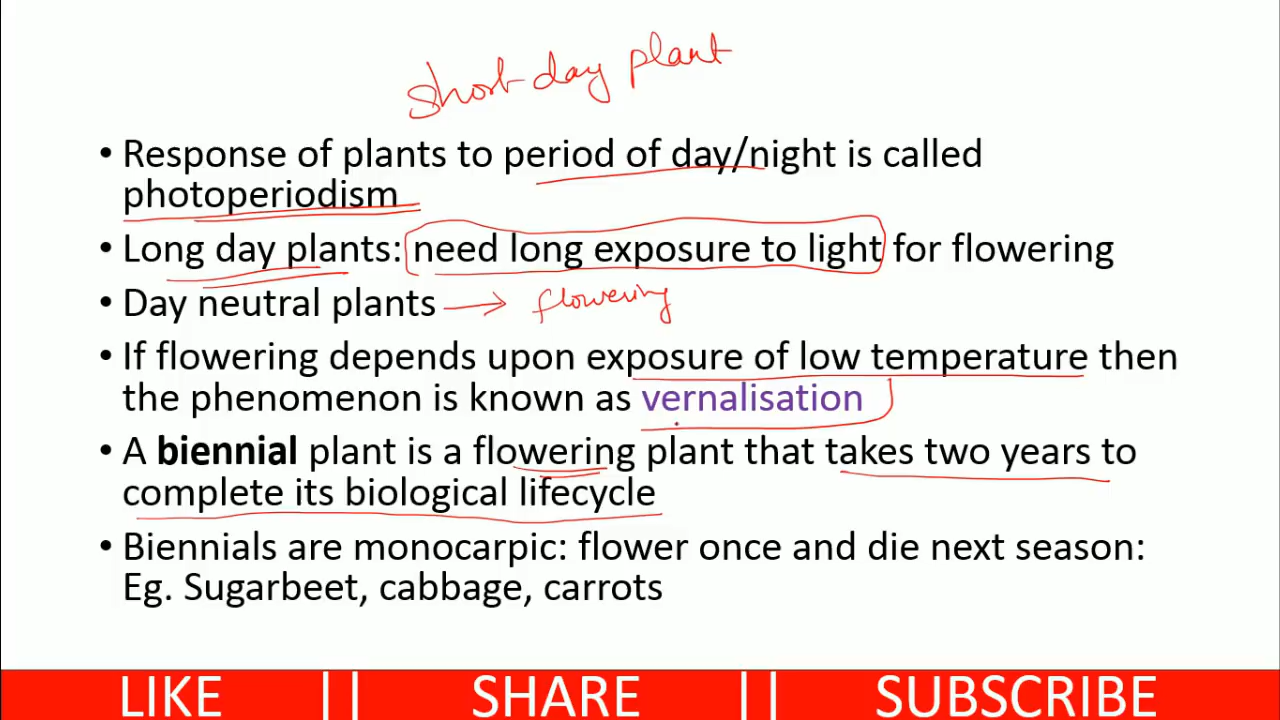 short day plant
• Response of plants to period of day/night is called
photoperiodism
• Long day plants: need long exposure to light for flowering
• Day neutral plants → flowering
• If flowering depends upon exposure of low temperature then
the phenomenon is known as vernalisation
• A biennial plant is a flowering plant that takes two years to
complete its biological lifecycle
• Biennials are monocarpic: flower once and die next season:
Eg. Sugarbeet, cabbage, carrots
LIKE || SHARE || SUBSCRIBE